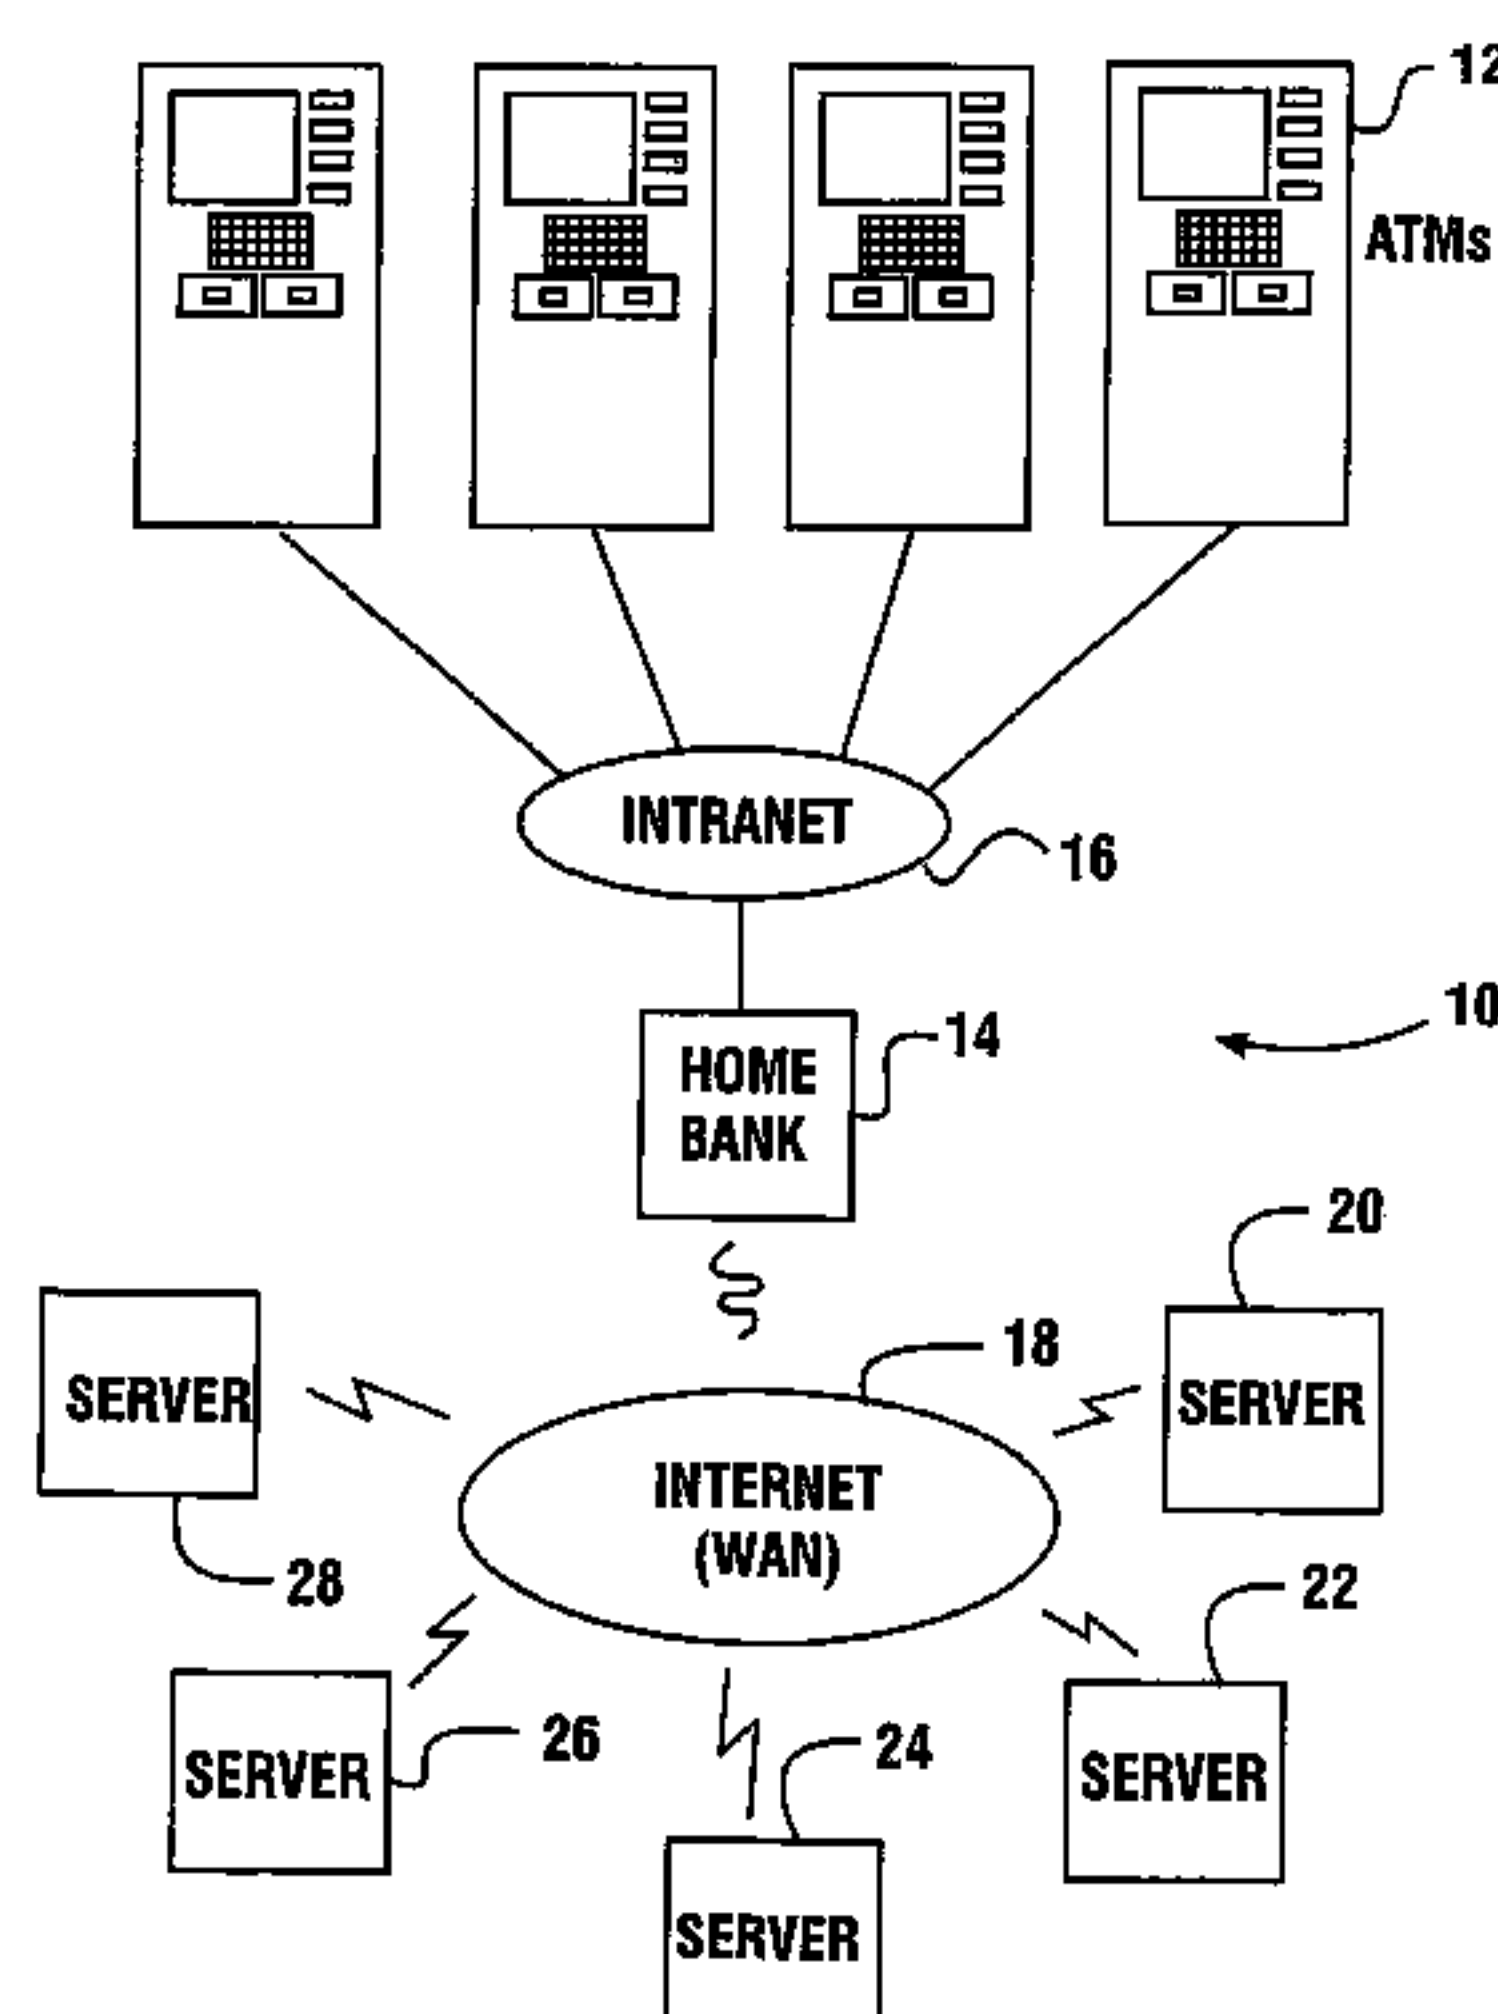 12
ATMs
INTRANET
16
14
HOME
BANK
10
20
18
SERVER
SERVER
INTERNET
(WAN)
28
22
26
24
SERVER
SERVER
SERVER